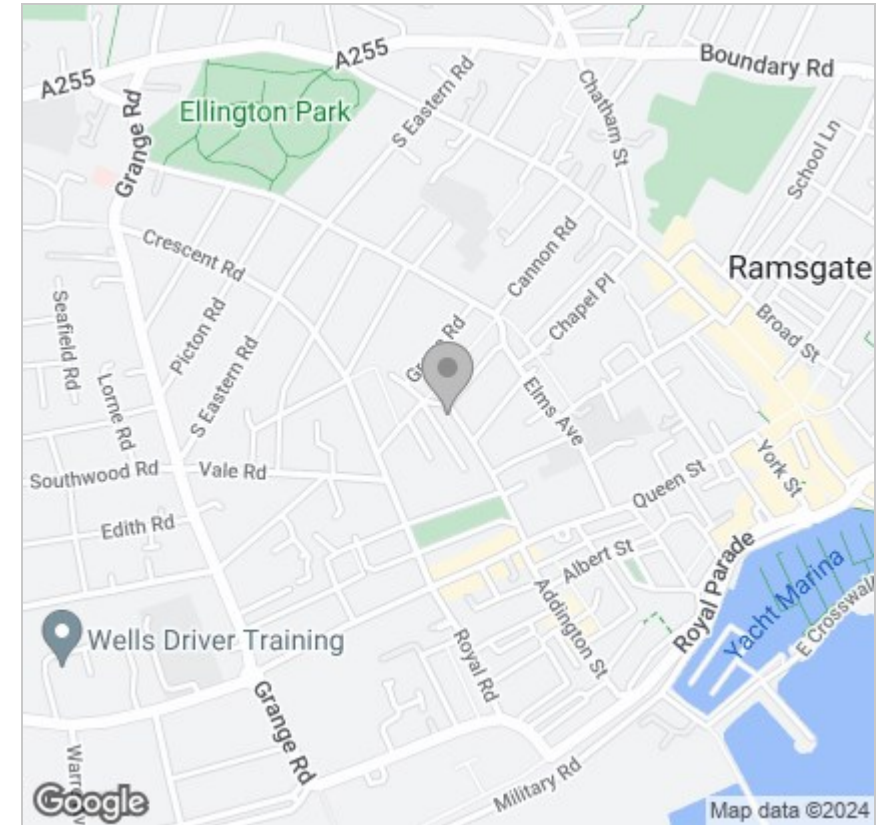 A255
A255
Boundary Rd
Ellington Park
S Eastern Rd
Chatham St
School Ln
Grange Rd
Crescent Rd
Cannon Rd
Ramsgate
Seafield Rd
Picton Rd
Chapel Pl
Broad St
Lorne Rd
S Eastern Rd
Elms Ave
Southwood Rd
Vale Rd
Queen St
York St
Edith Rd
Albert St
Royal Parade
Yacht Marina
Wells Driver Training
Addington St
E Crosswall
Royal Rd
Grange Rd
Military Rd
Google
Map data ©2024